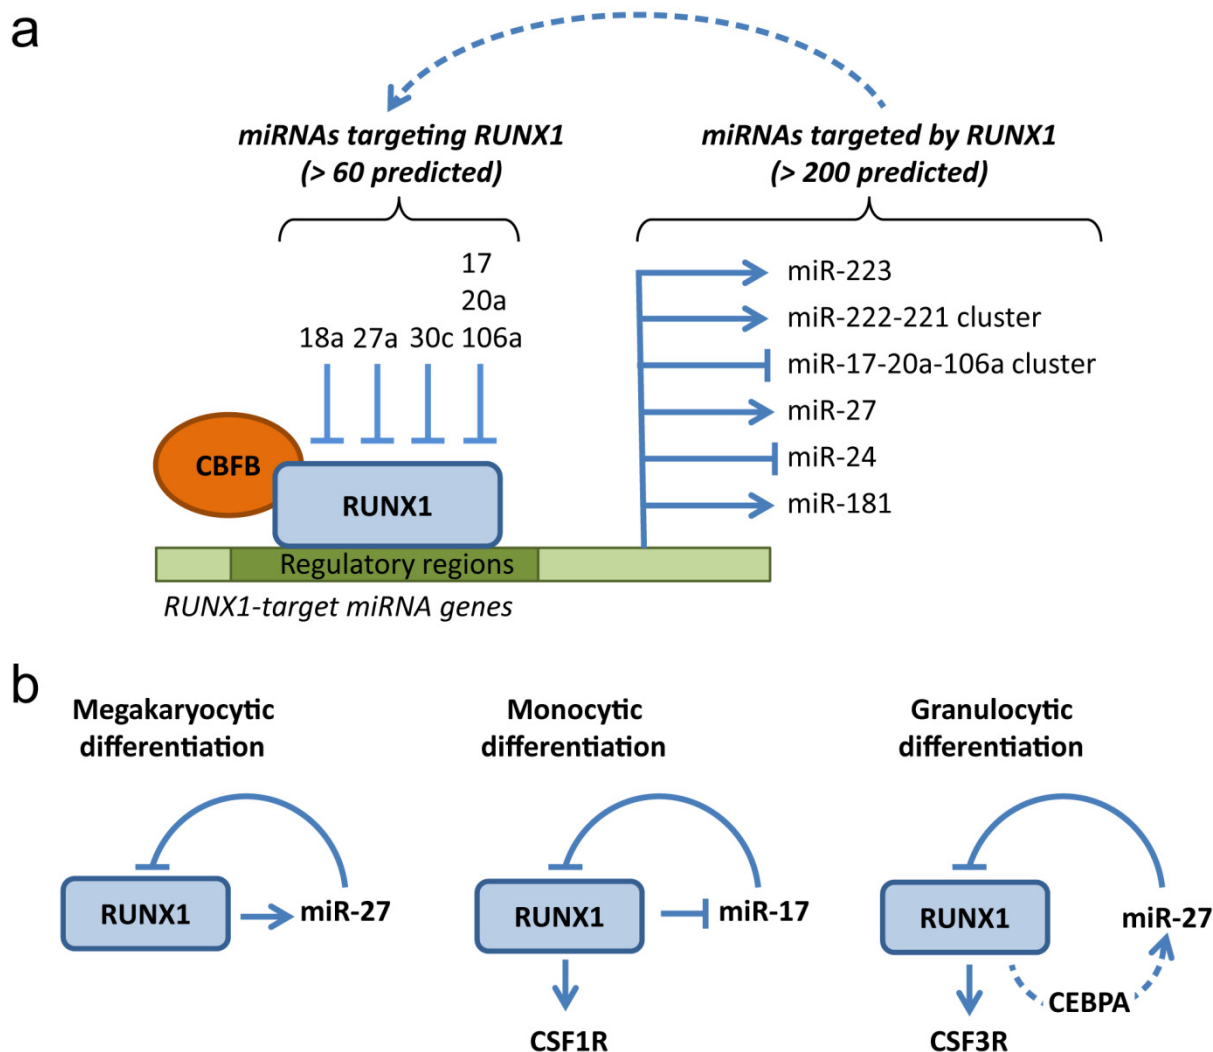 a
miRNAs targeting RUNX1
(> 60 predicted)
miRNAs targeted by RUNX1
(> 200 predicted)
17
20a
18a 27a 30c 106a
miR-223
miR-222-221 cluster
miR-17-20a-106a cluster
miR-27
miR-24
miR-181
CBFB
RUNX1
Regulatory regions
RUNX1-target miRNA genes
b
Megakaryocytic
differentiation
RUNX1
miR-27
Monocytic
differentiation
RUNX1
miR-17
CSF1R
Granulocytic
differentiation
RUNX1
miR-27
CEBPA
CSF3R